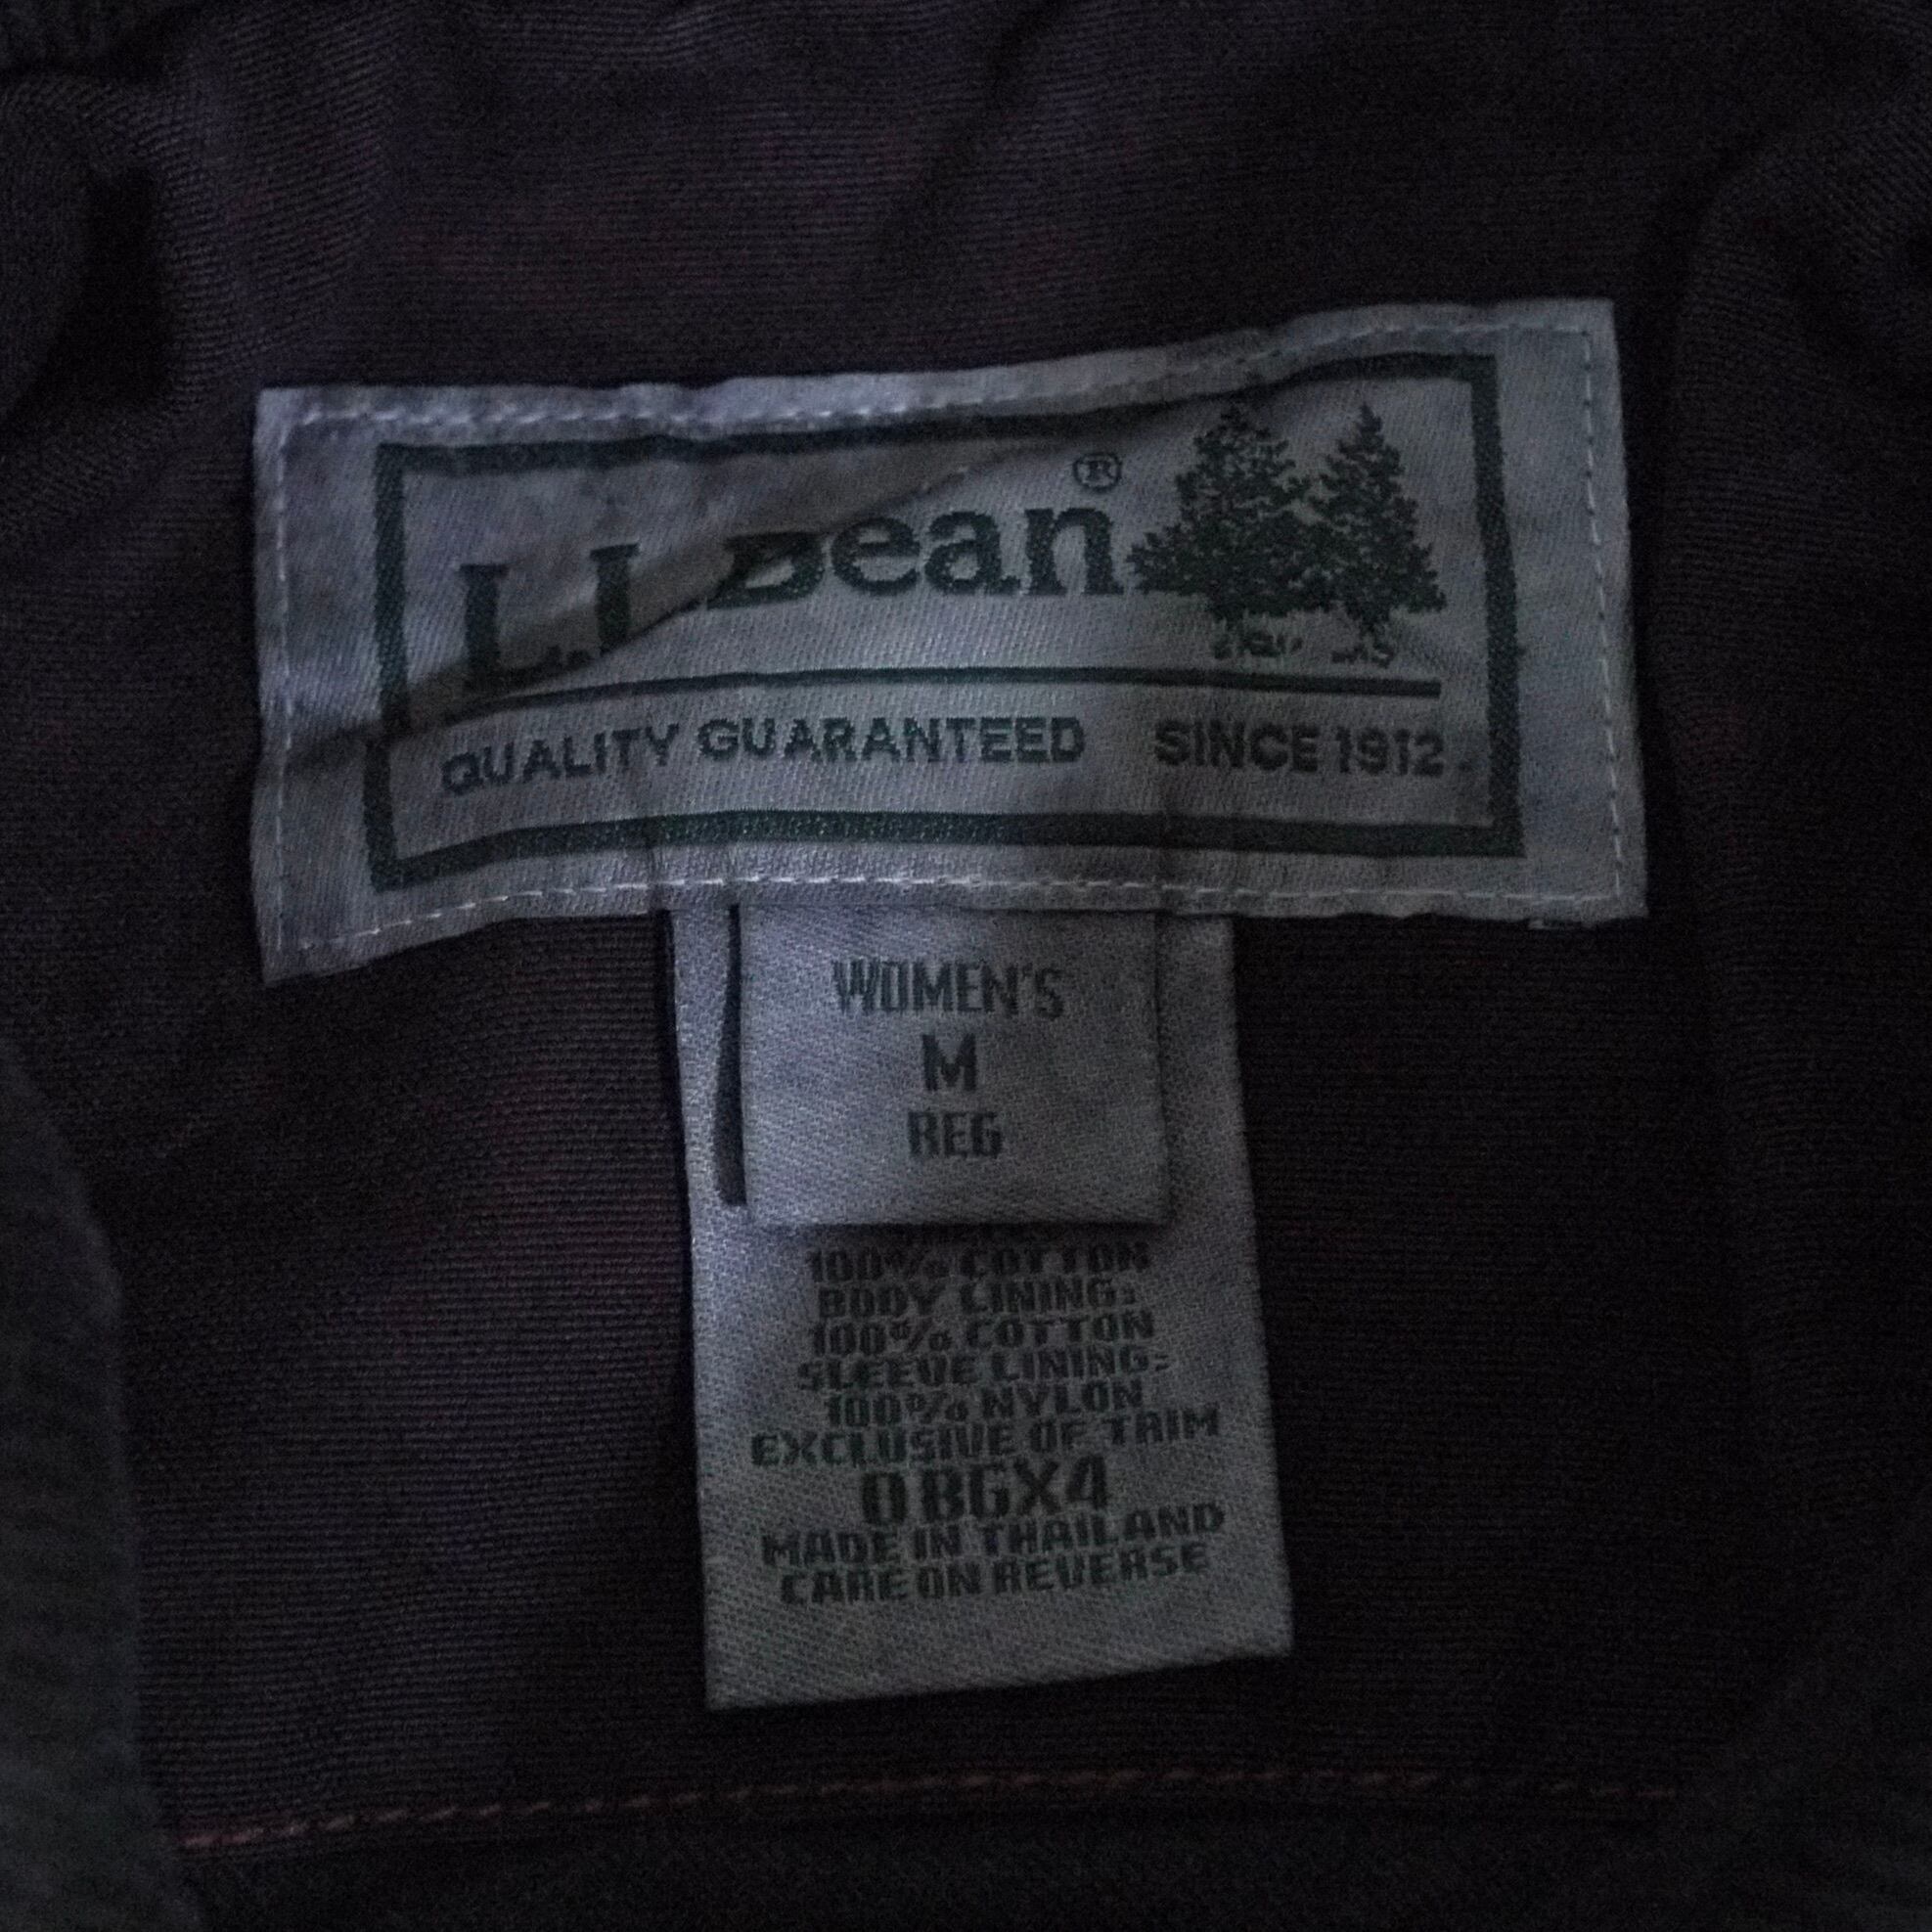 L.L.Bean®
QUALITY GUARANTEED SINCE 1912
WOMEN'S
M
REG
100% COTTON
BODY LINING:
100% COTTON
SLEEVE LINING:
100% NYLON
EXCLUSIVE OF TRIM
0BGX4
MADE IN THAILAND
CARE ON REVERSE